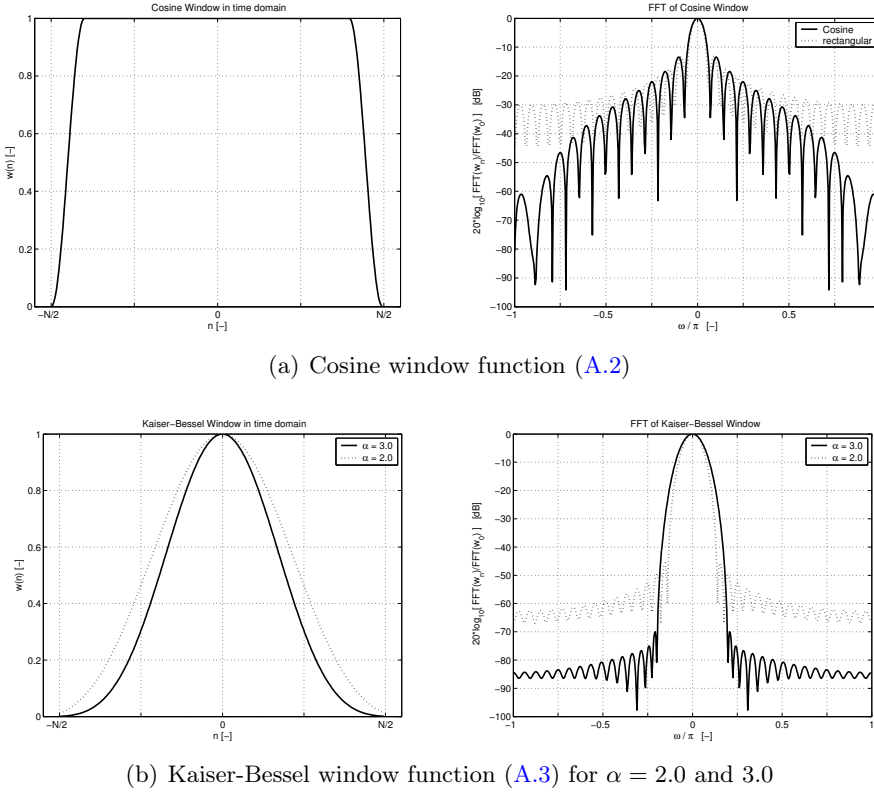 Cosine Window in time domain
1
0.8
0.6
0.4
0.2
0
w(n) [−]
−N/2
0
N/2
n [−]
FFT of Cosine Window
Cosine
rectangular
0
−10
−20
−30
−40
−50
−60
−70
−80
−90
−100
20*log10[ FFT(wn)/FFT(w0) ] [dB]
−1
−0.5
0
0.5
ω / π [−]
(a) Cosine window function (A.2)
Kaiser−Bessel Window in time domain
α = 3.0
α = 2.0
1
0.8
0.6
0.4
0.2
0
w(n) [−]
−N/2
0
N/2
n [−]
FFT of Kaiser−Bessel Window
α = 3.0
α = 2.0
0
−10
−20
−30
−40
−50
−60
−70
−80
−90
−100
20*log10[ FFT(wn)/FFT(w0) ] [dB]
−1
−0.5
0
0.5
1
ω / π [−]
(b) Kaiser-Bessel window function (A.3) for α = 2.0 and 3.0